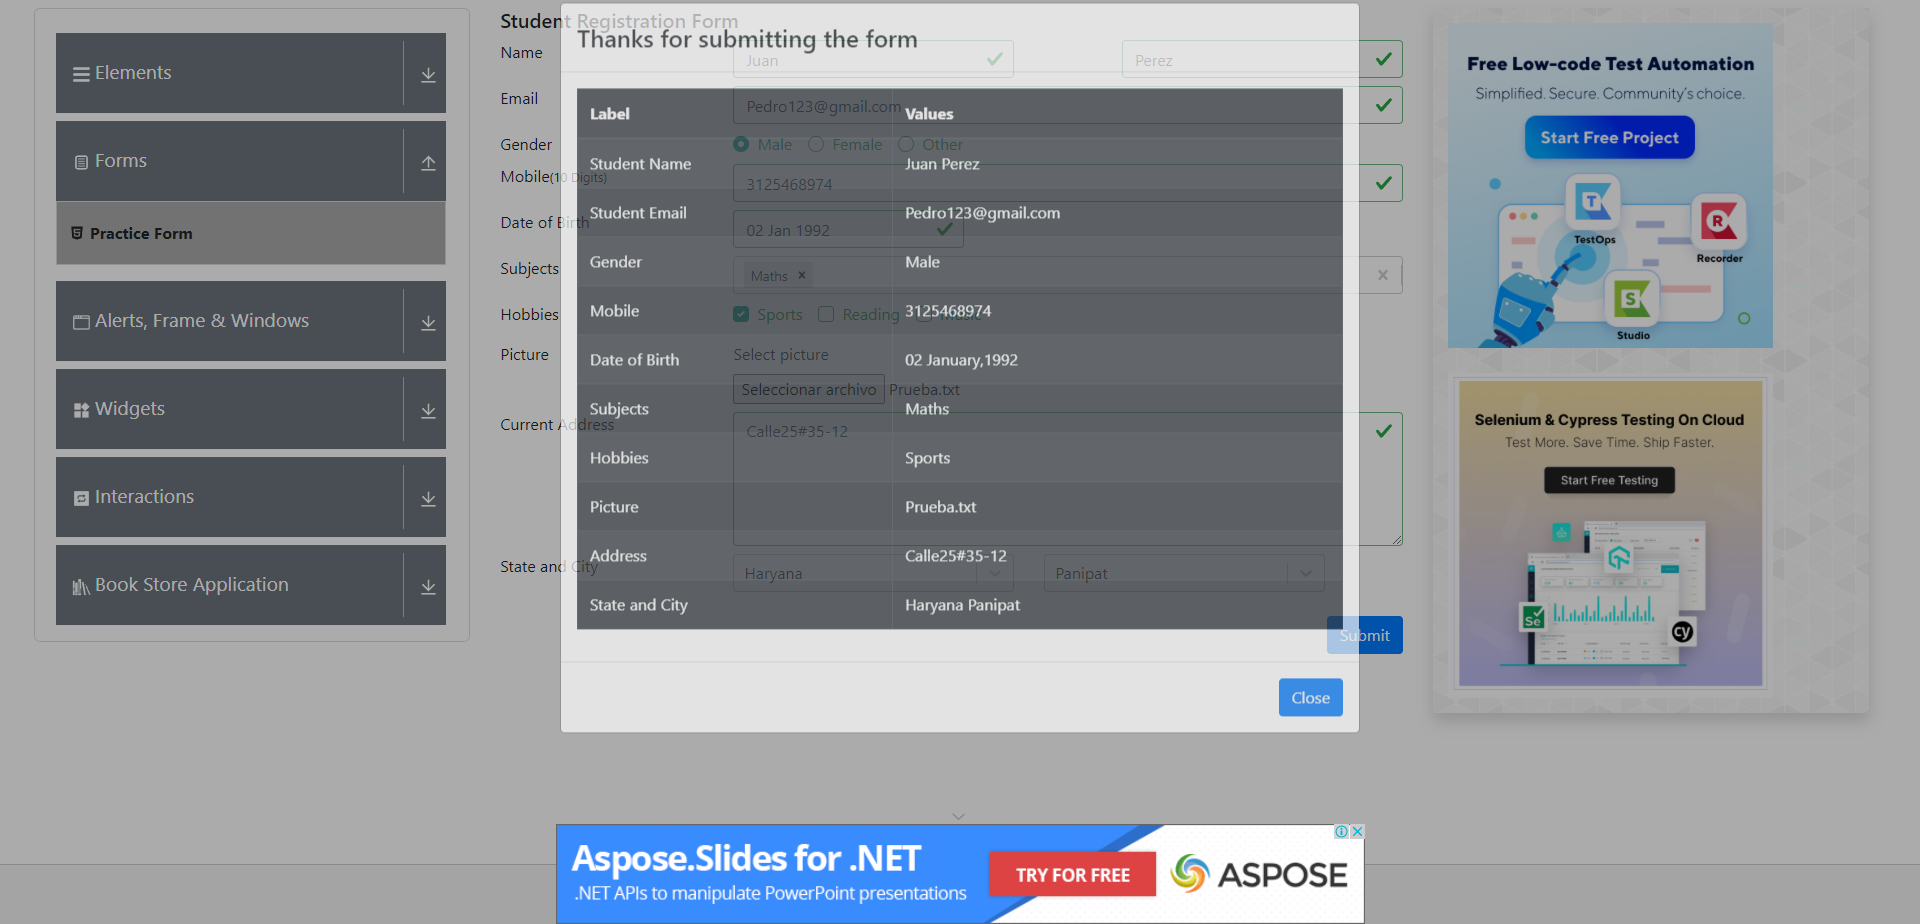 Elements
Forms
Practice Form
Alerts, Frame & Windows
Widgets
Interactions
Book Store Application
Student Registration Form
Name
Juan
Perez
Email
Pedro123@gmail.com
Gender
Male
Female
Other
Mobile(10 Digits)
3125468974
Date of Birth
02 Jan 1992
Subjects
Maths
Hobbies
Sports
Reading
Music
Picture
Select picture
Seleccionar archivo
Prueba.txt
Current Address
Calle25#35-12
State and City
Haryana
Panipat
Submit
Thanks for submitting the form
Label Values
Student Name Juan Perez
Student Email Pedro123@gmail.com
Gender Male
Mobile 3125468974
Date of Birth 02 January,1992
Subjects Maths
Hobbies Sports
Picture Prueba.txt
Address Calle25#35-12
State and City Haryana Panipat
Close
Free Low-code Test Automation
Simplified. Secure. Community's choice.
Start Free Project
T
TestOps
R
Recorder
S
Studio
Selenium & Cypress Testing On Cloud
Test More. Save Time. Ship Faster.
Start Free Testing
Se
cy
Aspose.Slides for .NET
.NET APIs to manipulate PowerPoint presentations
TRY FOR FREE
ASPOSE